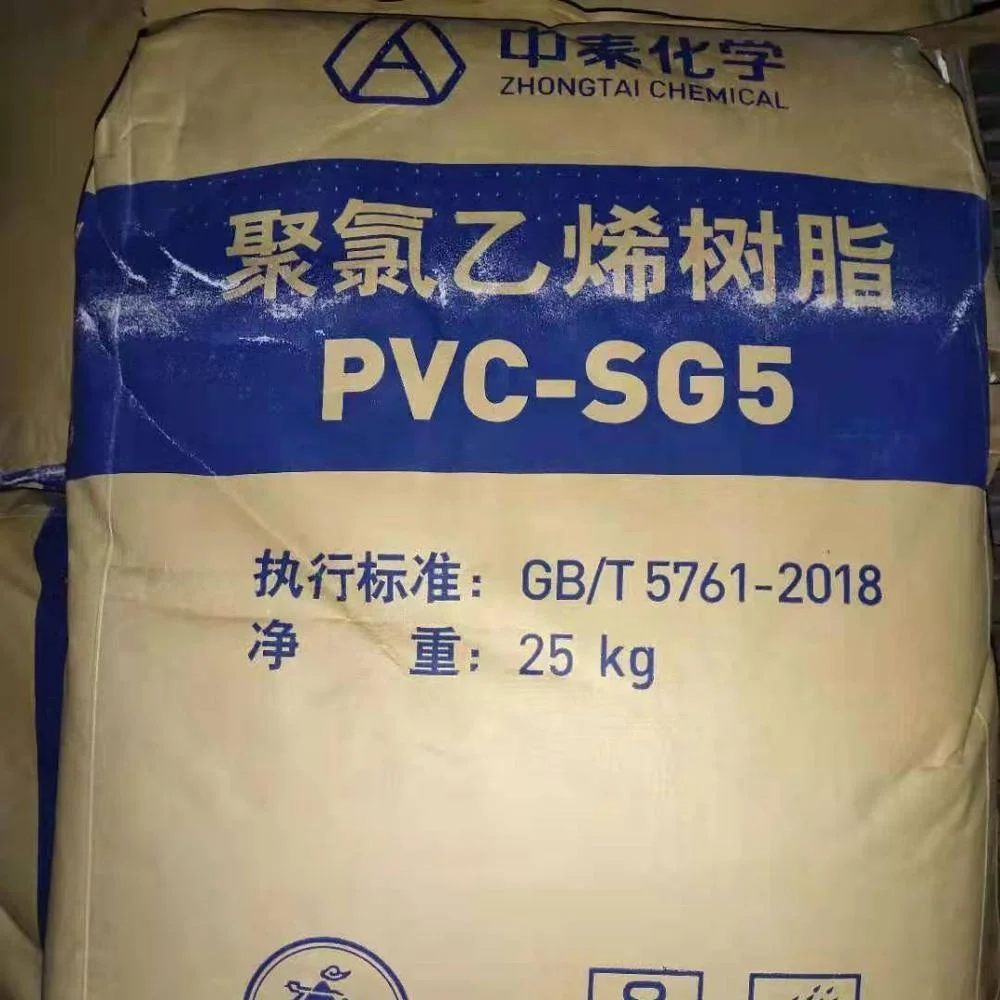 中泰化学
ZHONGTAI CHEMICAL
聚氯乙烯树脂
PVC-SG5
执行标准：GB/T 5761-2018
净 重：25 kg